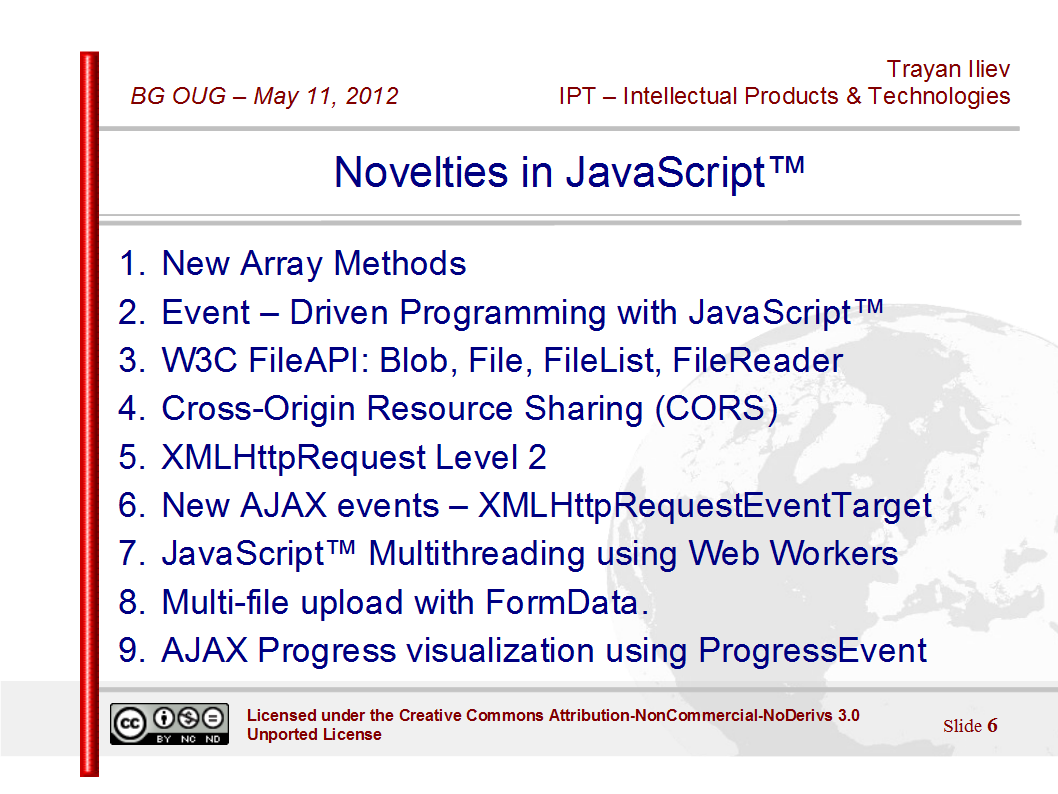 Trayan Iliev
BG OUG – May 11, 2012
IPT – Intellectual Products & Technologies
Novelties in JavaScript™
1. New Array Methods
2. Event – Driven Programming with JavaScript™
3. W3C FileAPI: Blob, File, FileList, FileReader
4. Cross-Origin Resource Sharing (CORS)
5. XMLHttpRequest Level 2
6. New AJAX events – XMLHttpRequestEventTarget
7. JavaScript™ Multithreading using Web Workers
8. Multi-file upload with FormData.
9. AJAX Progress visualization using ProgressEvent
cc
BY NC ND
Licensed under the Creative Commons Attribution-NonCommercial-NoDerivs 3.0
Unported License
Slide 6